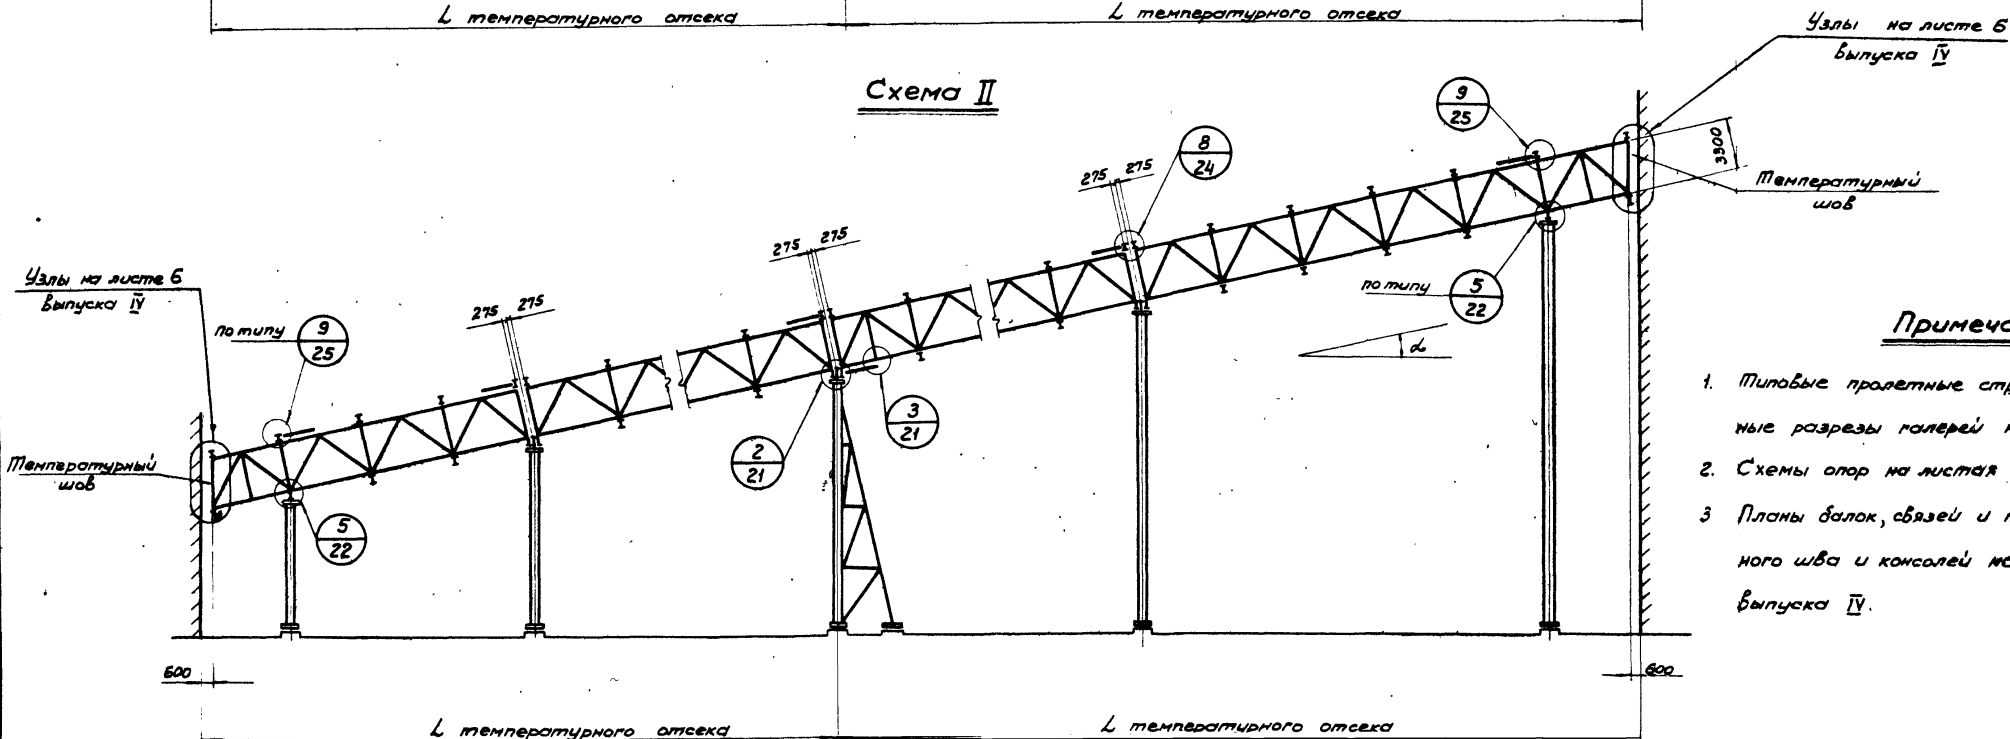 L температурного отсека
L температурного отсека
Узлы на листе 6
выпуска IV
Схема II
9
25
8
24
275 275
3900
Температурный
шов
275 275
Узлы на листе 6
выпуска IV
по типу
5
22
275 275
по типу
9
25
α
Примеча
1. Типовые пролетные ст
ные разрезы галерей
3
21
2
21
Температурный
шов
2. Схемы опор на листах
5
22
3 Планы балок, связей и
ного шва и консолей
выпуска IV.
600
600
L температурного отсека
L температурного отсека